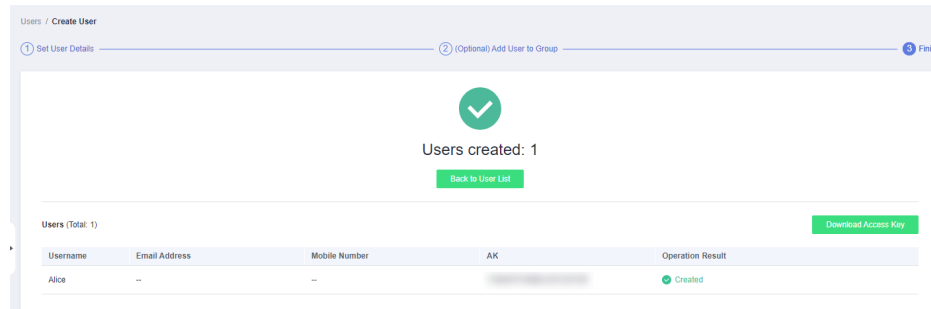 Users / Create User
1 Set User Details 2 (Optional) Add User to Group 3 Fini
Users created: 1
Back to User List
Users (Total: 1) Download Access Key
Username Email Address Mobile Number AK Operation Result
Alice -- -- Created